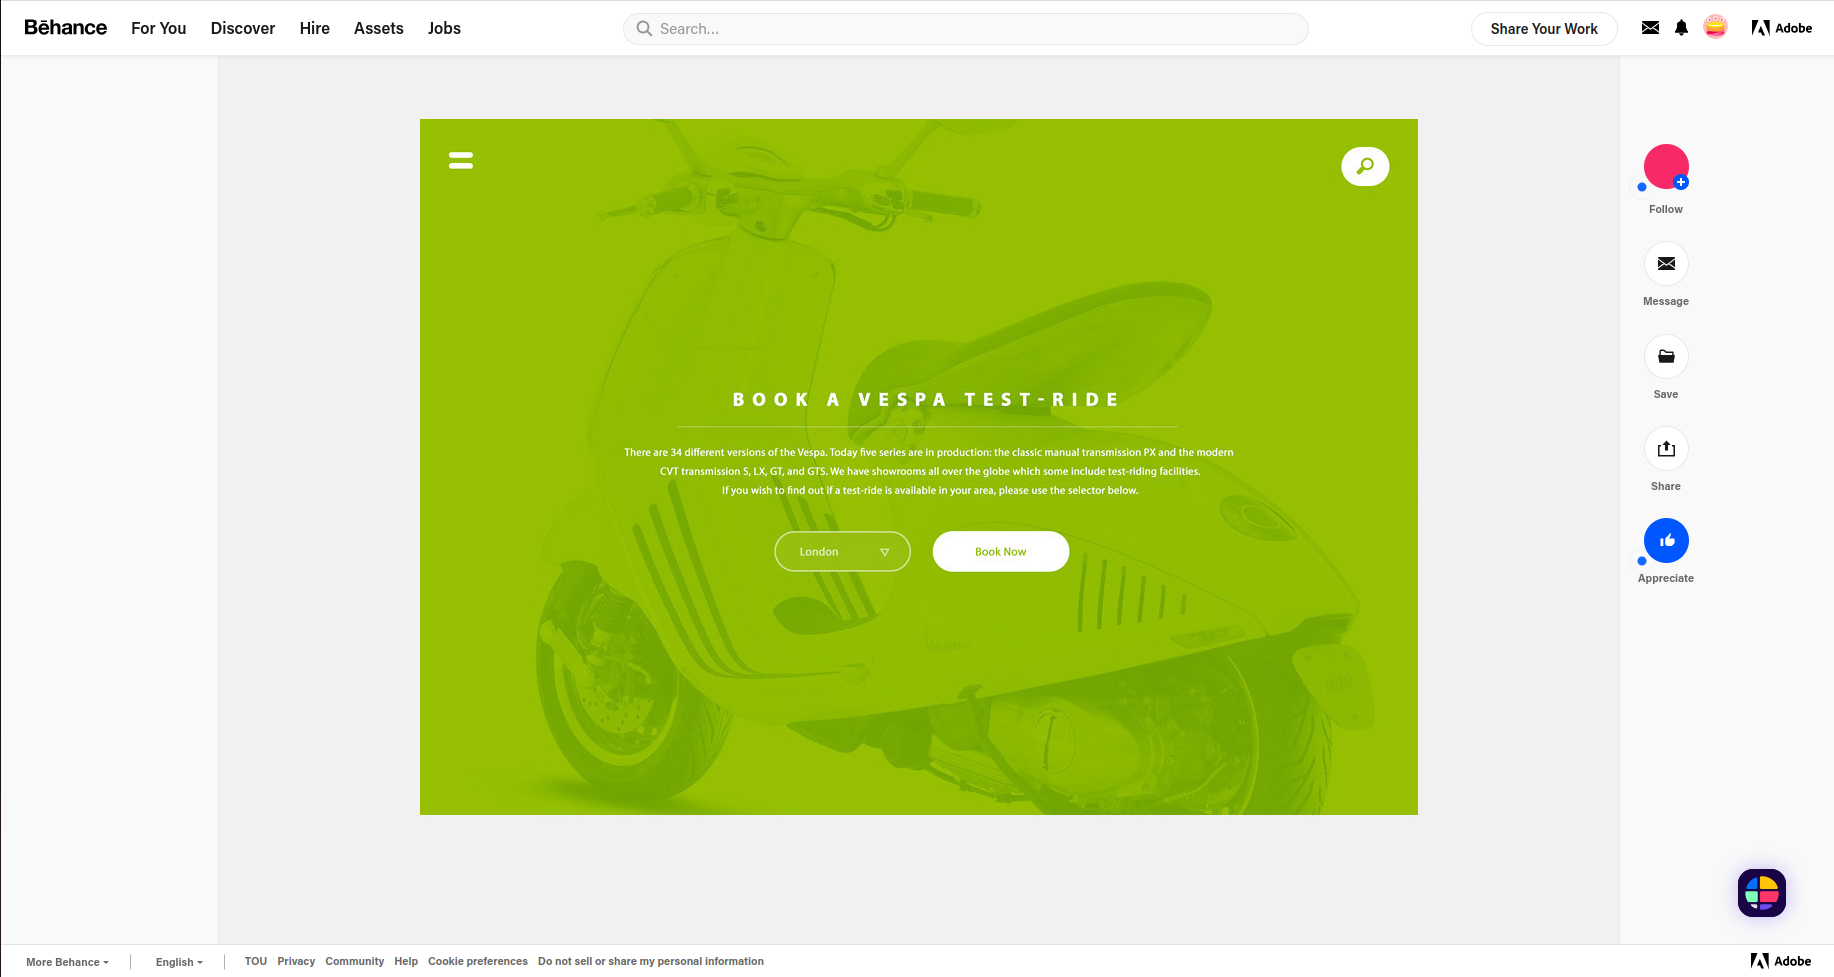 Bēhance For You Discover Hire Assets Jobs Search... Share Your Work Adobe
Follow
Message
Save
Share
Appreciate
BOOK A VESPA TEST-RIDE
There are 34 different versions of the Vespa. Today five series are in production: the classic manual transmission PX and the modern
CVT transmission S, LX, GT, and GTS. We have showrooms all over the globe which some include test-riding facilities.
If you wish to find out if a test-ride is available in your area, please use the selector below.
London Book Now
Vespa
More Behance English TOU Privacy Community Help Cookie preferences Do not sell or share my personal information Adobe